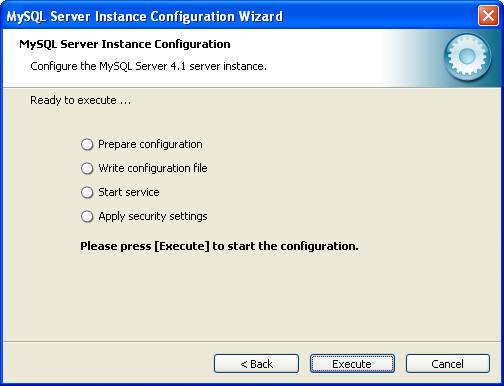 MySQL Server Instance Configuration Wizard
MySQL Server Instance Configuration
Configure the MySQL Server 4.1 server instance.
Ready to execute ...
Prepare configuration
Write configuration file
Start service
Apply security settings
Please press [Execute] to start the configuration.
< Back
Execute
Cancel